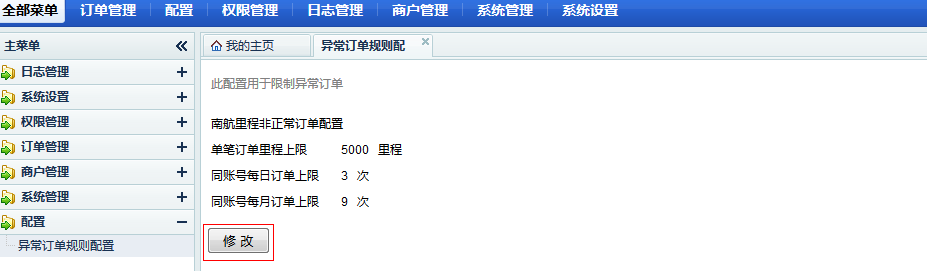 全部菜单 订单管理 配置 权限管理 日志管理 商户管理 系统管理 系统设置
主菜单
日志管理
系统设置
权限管理
订单管理
商户管理
系统管理
配置
异常订单规则配置
我的主页 异常订单规则配
此配置用于限制异常订单
南航里程非正常订单配置
单笔订单里程上限 5000 里程
同账号每日订单上限 3 次
同账号每月订单上限 9 次
修 改